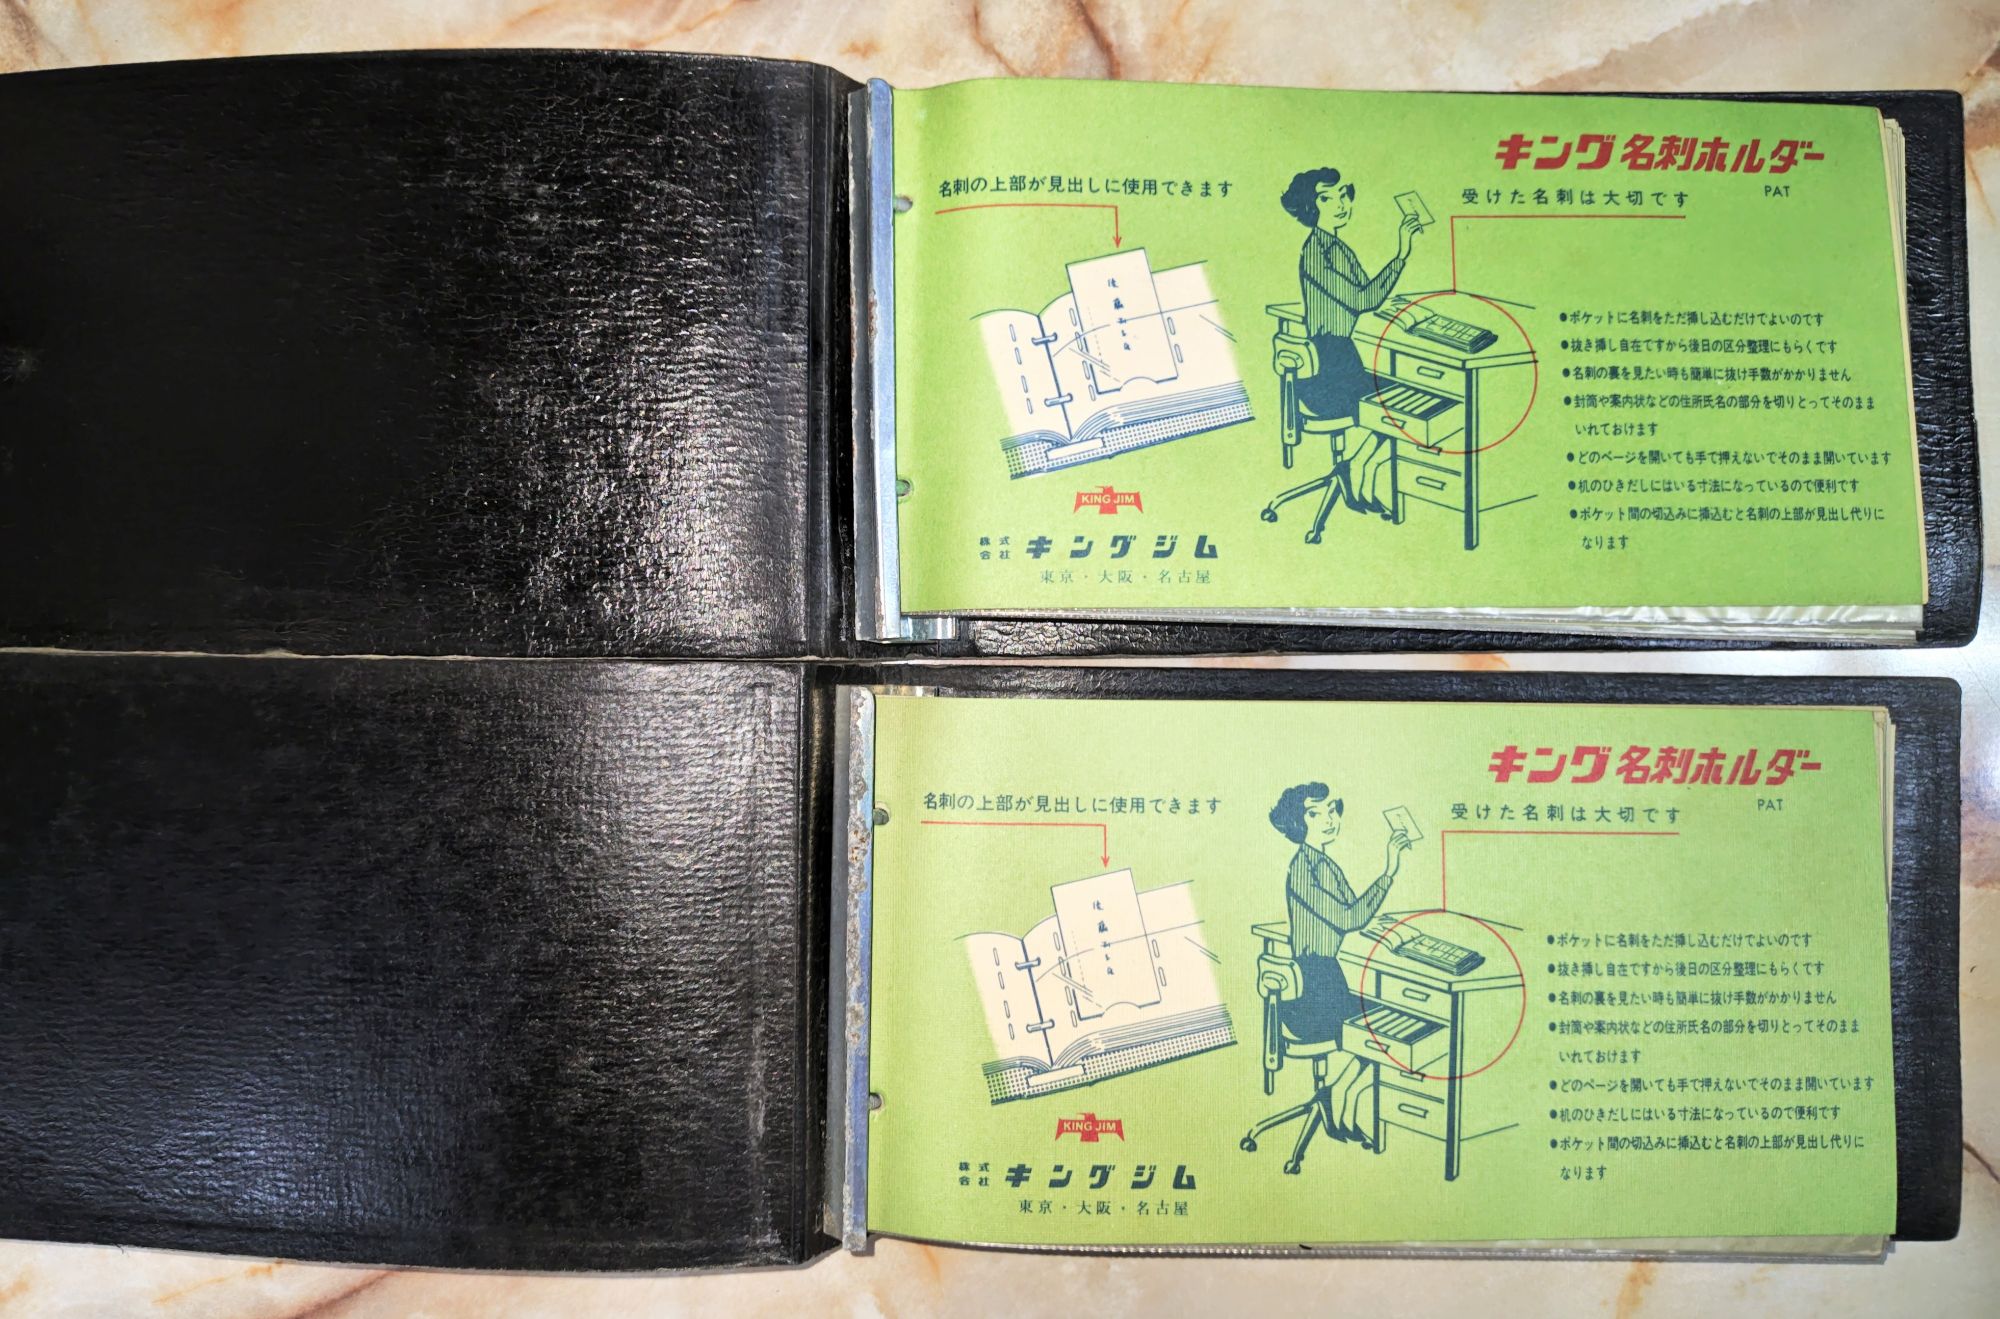 キング名刺ホルダー
PAT
名刺の上部が見出しに使用できます
受けた名刺は大切です
後藤
●ポケットに名刺をただ挿し込むだけでよいのです
●抜き挿し自在ですから後日の区分整理にもらくです
●名刺の裏を見たい時も簡単に抜け手数がかかりません
●封筒や案内状などの住所氏名の部分を切りとってそのまま
いれておけます
●どのページを開いても手で押えないでそのまま開いています
●机のひきだしにはいる寸法になっているので便利です
●ポケット間の切込みに挿込むと名刺の上部が見出し代りに
なります
KING JIM
株式会社 キングジム
東京・大阪・名古屋
キング名刺ホルダー
PAT
名刺の上部が見出しに使用できます
受けた名刺は大切です
後藤
●ポケットに名刺をただ挿し込むだけでよいのです
●抜き挿し自在ですから後日の区分整理にもらくです
●名刺の裏を見たい時も簡単に抜け手数がかかりません
●封筒や案内状などの住所氏名の部分を切りとってそのまま
いれておけます
●どのページを開いても手で押えないでそのまま開いています
●机のひきだしにはいる寸法になっているので便利です
●ポケット間の切込みに挿込むと名刺の上部が見出し代りに
なります
KING JIM
株式会社 キングジム
東京・大阪・名古屋